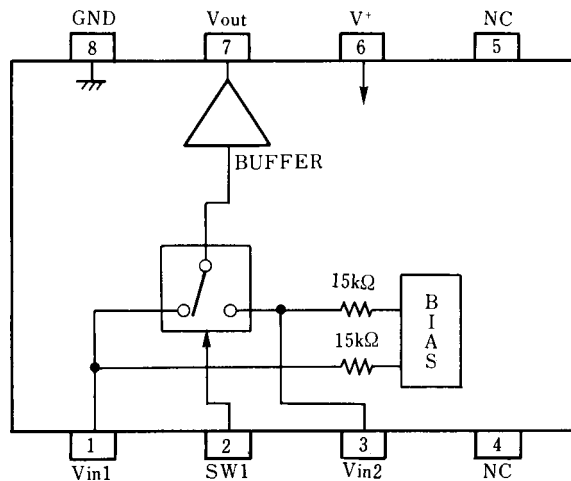 GND Vout V⁺ NC
8 7 6 5
BUFFER
15kΩ
15kΩ
B
I
A
S
1 2 3 4
Vin1 SW1 Vin2 NC